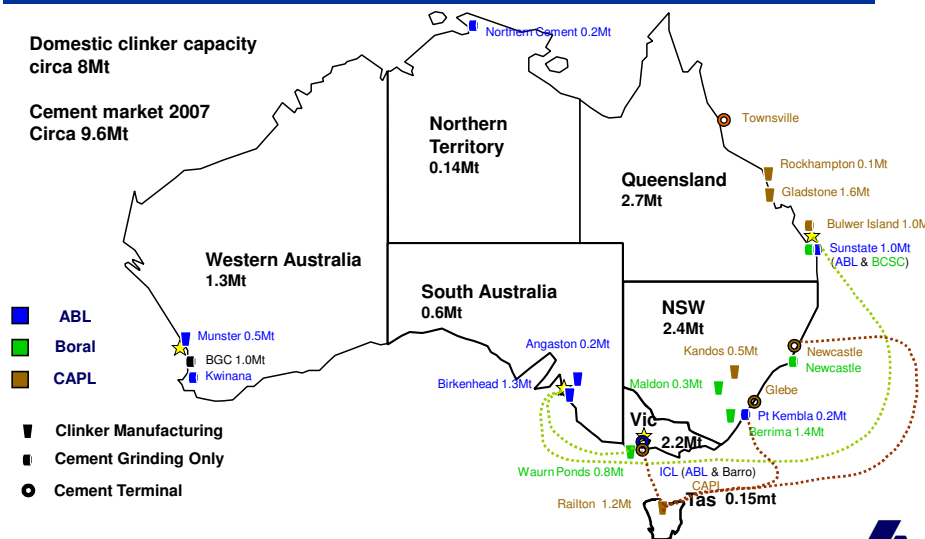 Domestic clinker capacity
circa 8Mt
Cement market 2007
Circa 9.6Mt
Northern Cement 0.2Mt
Northern
Territory
0.14Mt
Townsville
Rockhampton 0.1Mt
Gladstone 1.6Mt
Queensland
2.7Mt
Bulwer Island 1.0M
Sunstate 1.0Mt
(ABL & BCSC)
Western Australia
1.3Mt
South Australia
0.6Mt
NSW
2.4Mt
ABL
Boral
CAPL
Munster 0.5Mt
BGC 1.0Mt
Kwinana
Angaston 0.2Mt
Birkenhead 1.3Mt
Kandos 0.5Mt
Maldon 0.3Mt
Newcastle
Newcastle
Glebe
Pt Kembla 0.2Mt
Berrima 1.4Mt
Vic
2.2Mt
Waurn Ponds 0.8Mt
ICL (ABL & Barro)
CAPL
Railton 1.2Mt
Tas 0.15mt
Clinker Manufacturing
Cement Grinding Only
Cement Terminal